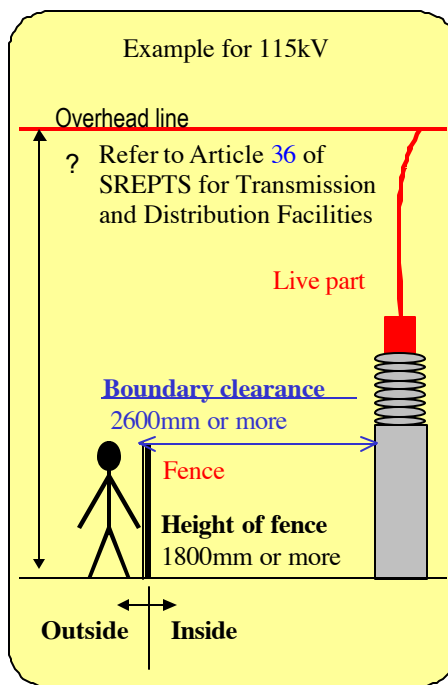 Example for 115kV
Overhead line
? Refer to Article 36 of
SREPTS for Transmission
and Distribution Facilities
Live part
Boundary clearance
2600mm or more
Fence
Height of fence
1800mm or more
Outside Inside